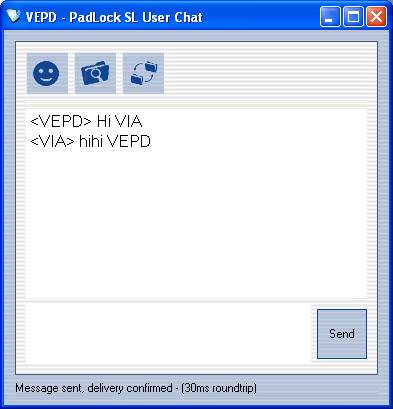 VEPD - PadLock SL User Chat
<VEPD> Hi VIA
<VIA> hihi VEPD
Send
Message sent, delivery confirmed - (30ms roundtrip)